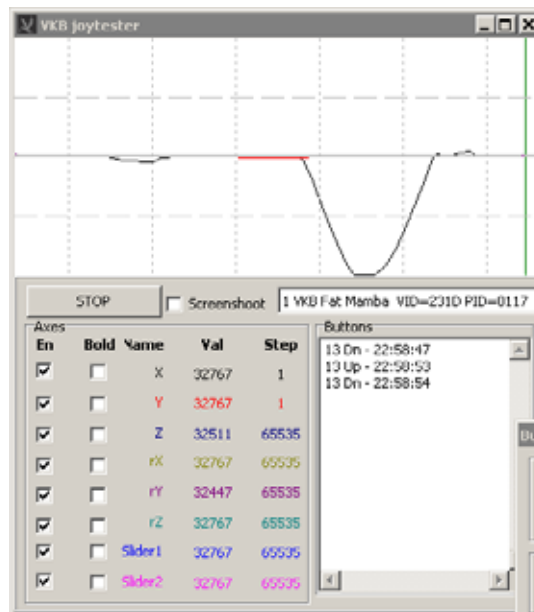 VKB joytester
STOP Screenshoot 1 VKB Fat Mamba VID=231D PID=0117
Axes Buttons
En Bold Name Val Step
X 32767 1
Y 32767 1
Z 32511 65535
rX 32767 65535
rY 32447 65535
rZ 32767 65535
Slider1 32767 65535
Slider2 32767 65535
13 Dn - 22:58:47
13 Up - 22:58:53
13 Dn - 22:58:54
Bu